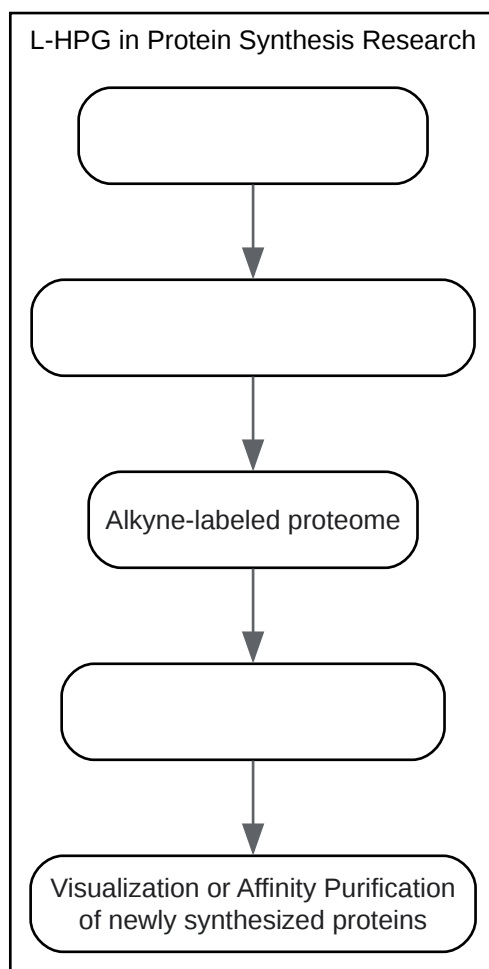 L-HPG in Protein Synthesis Research
Alkyne-labeled proteome
Visualization or Affinity Purification
of newly synthesized proteins